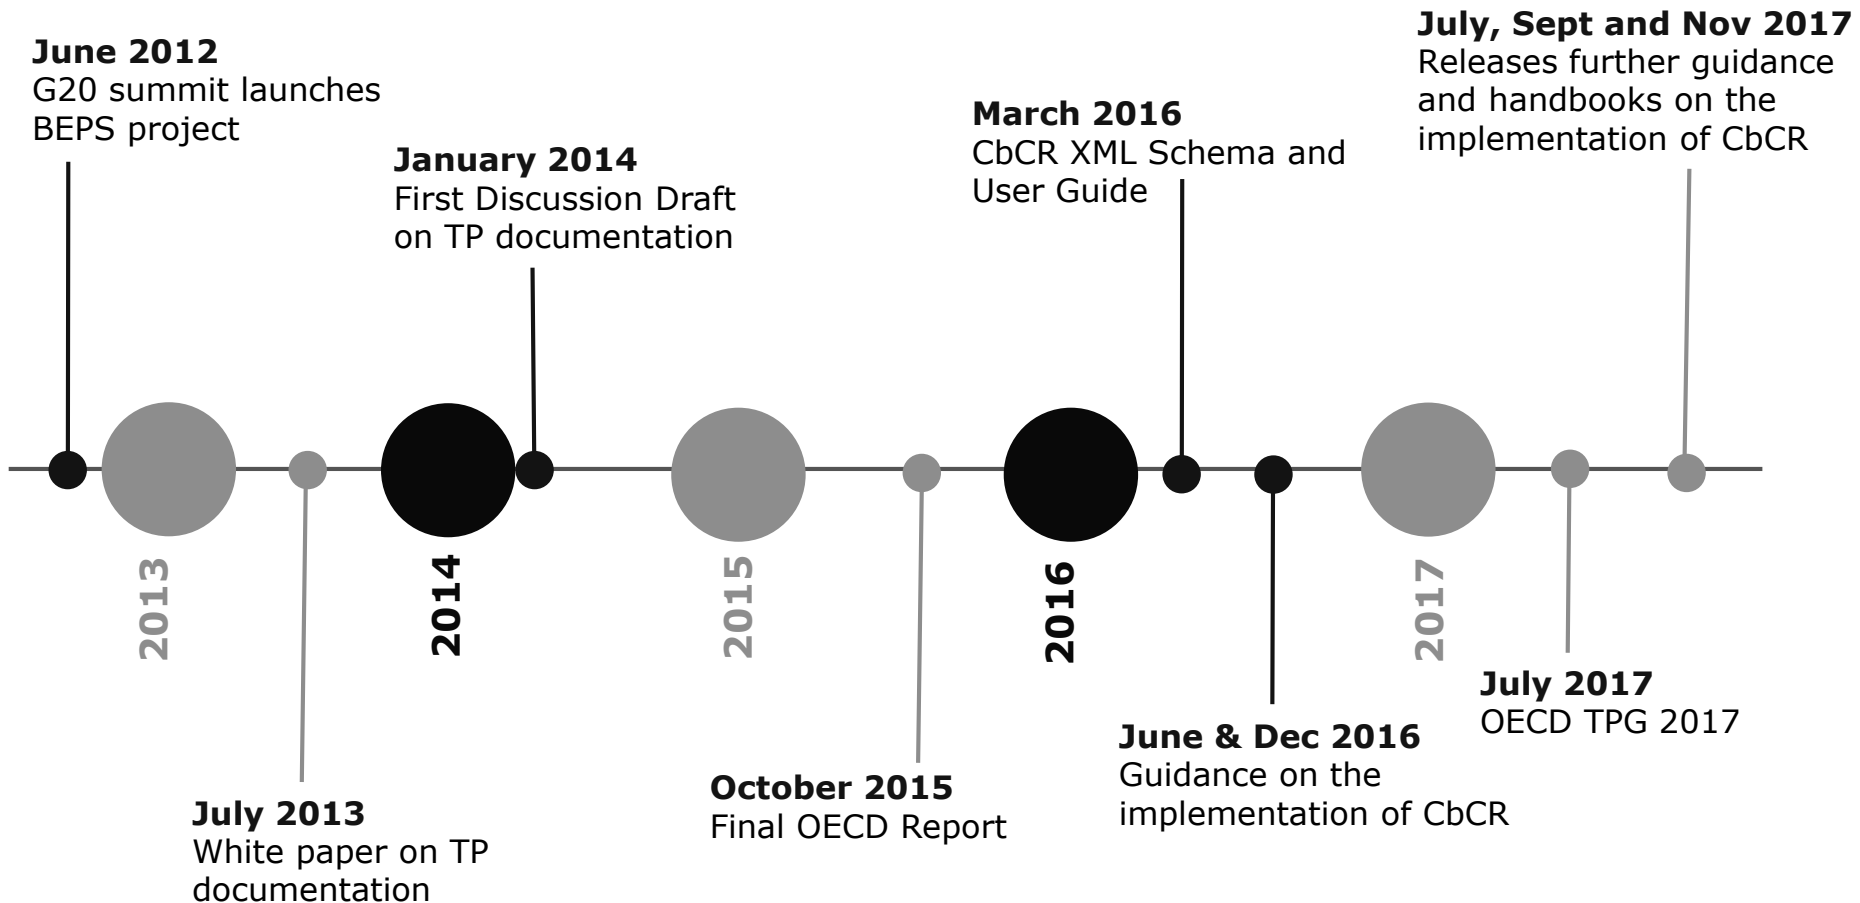 June 2012
G20 summit launches
BEPS project
January 2014
First Discussion Draft
on TP documentation
March 2016
CbCR XML Schema and
User Guide
July, Sept and Nov 2017
Releases further guidance
and handbooks on the
implementation of CbCR
2013
2014
2015
2016
2017
July 2013
White paper on TP
documentation
October 2015
Final OECD Report
June & Dec 2016
Guidance on the
implementation of CbCR
July 2017
OECD TPG 2017